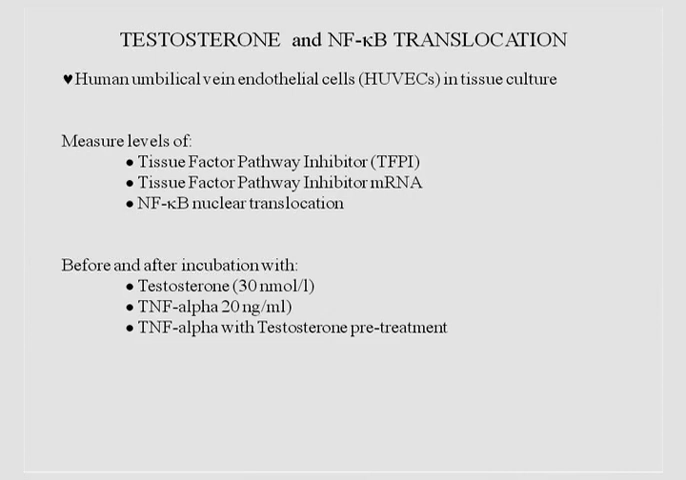 TESTOSTERONE and NF-κB TRANSLOCATION
♥Human umbilical vein endothelial cells (HUVECs) in tissue culture
Measure levels of:
● Tissue Factor Pathway Inhibitor (TFPI)
● Tissue Factor Pathway Inhibitor mRNA
● NF-κB nuclear translocation
Before and after incubation with:
● Testosterone (30 nmol/l)
● TNF-alpha 20 ng/ml)
● TNF-alpha with Testosterone pre-treatment